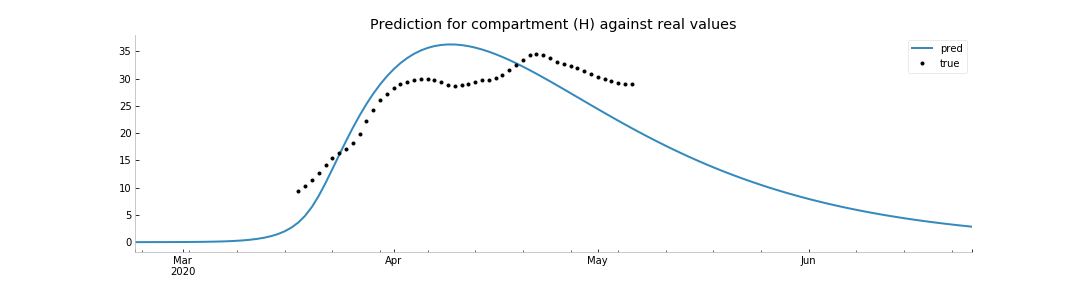 Prediction for compartment (H) against real values
pred
true
35
30
25
20
15
10
5
0
Mar
2020
Apr
May
Jun